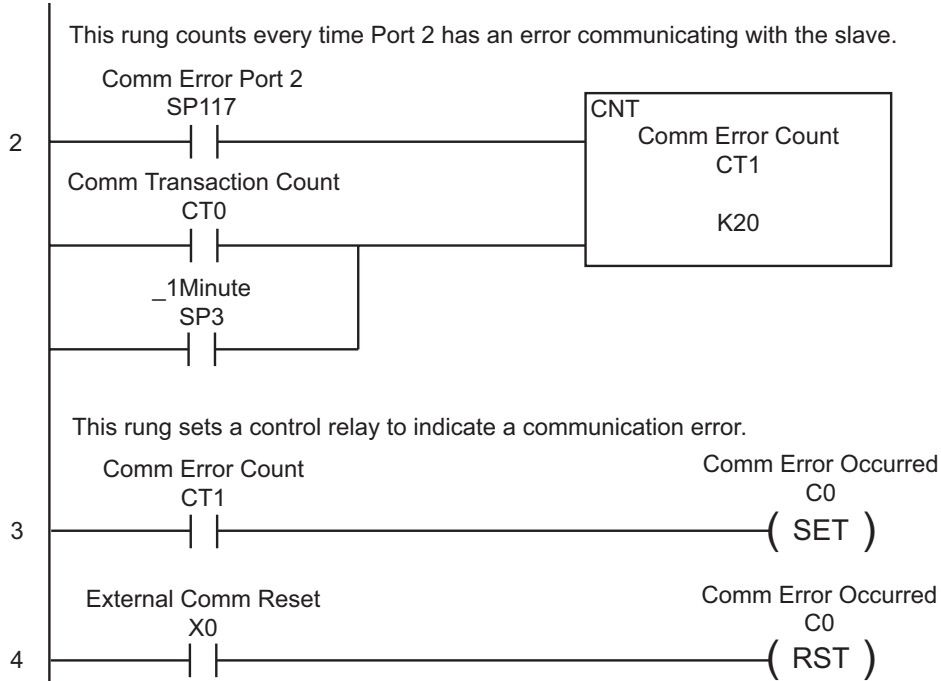 This rung counts every time Port 2 has an error communicating with the slave.
Comm Error Port 2
SP117
2
CNT
Comm Error Count
CT1
K20
Comm Transaction Count
CT0
_1Minute
SP3
This rung sets a control relay to indicate a communication error.
Comm Error Count
CT1
3
Comm Error Occurred
C0
( SET )
External Comm Reset
X0
4
Comm Error Occurred
C0
( RST )